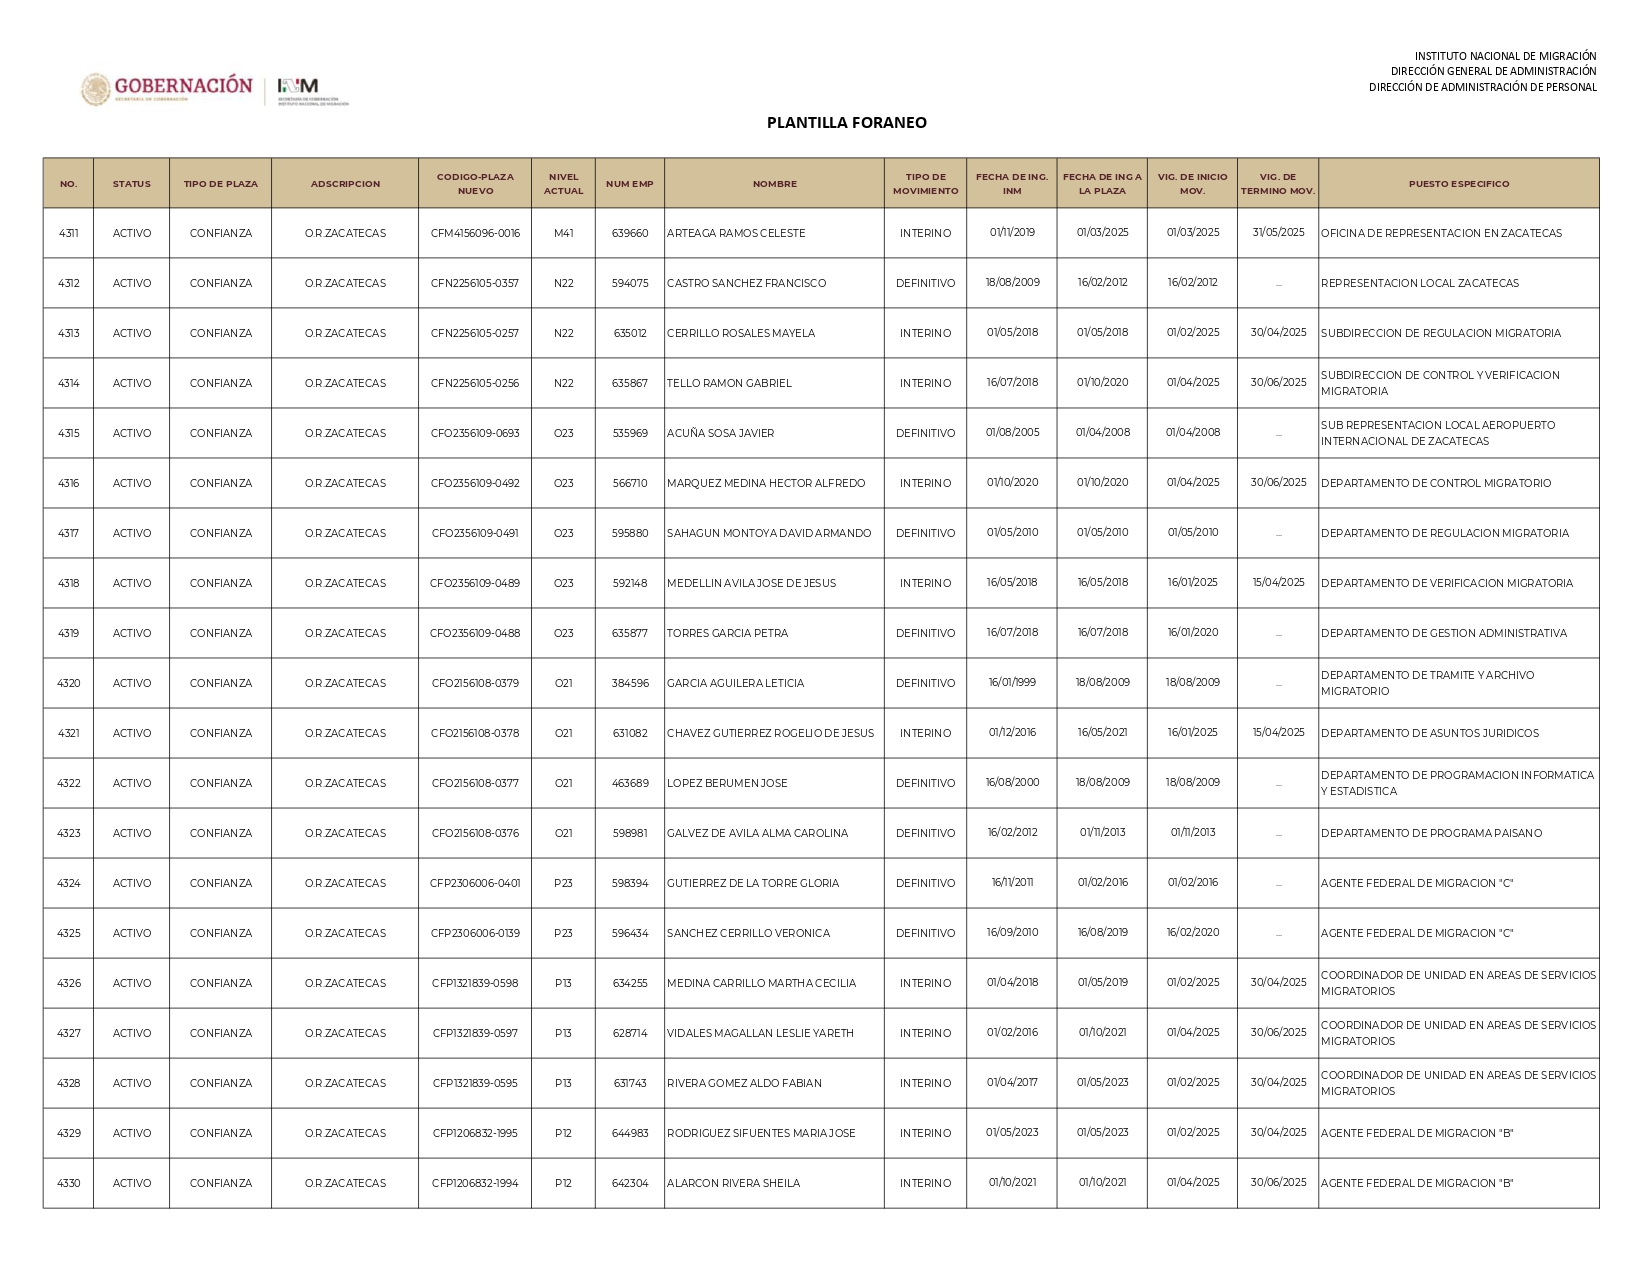 INSTITUTO NACIONAL DE MIGRACIÓN
DIRECCIÓN GENERAL DE ADMINISTRACIÓN
DIRECCIÓN DE ADMINISTRACIÓN DE PERSONAL
GOBERNACIÓN
SECRETARÍA DE GOBERNACIÓN
INM
SECRETARÍA DE GOBERNACIÓN
INSTITUTO NACIONAL DE MIGRACIÓN
PLANTILLA FORANEO
NO. STATUS TIPO DE PLAZA ADSCRIPCION CODIGO-PLAZA NUEVO NIVEL ACTUAL NUM EMP NOMBRE TIPO DE MOVIMIENTO FECHA DE ING. INM FECHA DE ING A LA PLAZA VIG. DE INICIO MOV. VIG. DE TERMINO MOV. PUESTO ESPECIFICO
4311 ACTIVO CONFIANZA O.R.ZACATECAS CFM4156096-0016 M41 639660 ARTEAGA RAMOS CELESTE INTERINO 01/11/2019 01/03/2025 01/03/2025 31/05/2025 OFICINA DE REPRESENTACION EN ZACATECAS
4312 ACTIVO CONFIANZA O.R.ZACATECAS CFN2256105-0357 N22 594075 CASTRO SANCHEZ FRANCISCO DEFINITIVO 18/08/2009 16/02/2012 16/02/2012 ... REPRESENTACION LOCAL ZACATECAS
4313 ACTIVO CONFIANZA O.R.ZACATECAS CFN2256105-0257 N22 635012 CERRILLO ROSALES MAYELA INTERINO 01/05/2018 01/05/2018 01/02/2025 30/04/2025 SUBDIRECCION DE REGULACION MIGRATORIA
4314 ACTIVO CONFIANZA O.R.ZACATECAS CFN2256105-0256 N22 635867 TELLO RAMON GABRIEL INTERINO 16/07/2018 01/10/2020 01/04/2025 30/06/2025 SUBDIRECCION DE CONTROL Y VERIFICACION
MIGRATORIA
4315 ACTIVO CONFIANZA O.R.ZACATECAS CFO2356109-0693 O23 535969 ACUÑA SOSA JAVIER DEFINITIVO 01/08/2005 01/04/2008 01/04/2008 ... SUB REPRESENTACION LOCAL AEROPUERTO
INTERNACIONAL DE ZACATECAS
4316 ACTIVO CONFIANZA O.R.ZACATECAS CFO2356109-0492 O23 566710 MARQUEZ MEDINA HECTOR ALFREDO INTERINO 01/10/2020 01/10/2020 01/04/2025 30/06/2025 DEPARTAMENTO DE CONTROL MIGRATORIO
4317 ACTIVO CONFIANZA O.R.ZACATECAS CFO2356109-0491 O23 595880 SAHAGUN MONTOYA DAVID ARMANDO DEFINITIVO 01/05/2010 01/05/2010 01/05/2010 ... DEPARTAMENTO DE REGULACION MIGRATORIA
4318 ACTIVO CONFIANZA O.R.ZACATECAS CFO2356109-0489 O23 592148 MEDELLIN AVILA JOSE DE JESUS INTERINO 16/05/2018 16/05/2018 16/01/2025 15/04/2025 DEPARTAMENTO DE VERIFICACION MIGRATORIA
4319 ACTIVO CONFIANZA O.R.ZACATECAS CFO2356109-0488 O23 635877 TORRES GARCIA PETRA DEFINITIVO 16/07/2018 16/07/2018 16/01/2020 ... DEPARTAMENTO DE GESTION ADMINISTRATIVA
4320 ACTIVO CONFIANZA O.R.ZACATECAS CFO2156108-0379 O21 384596 GARCIA AGUILERA LETICIA DEFINITIVO 16/01/1999 18/08/2009 18/08/2009 ... DEPARTAMENTO DE TRAMITE Y ARCHIVO
MIGRATORIO
4321 ACTIVO CONFIANZA O.R.ZACATECAS CFO2156108-0378 O21 631082 CHAVEZ GUTIERREZ ROGELIO DE JESUS INTERINO 01/12/2016 16/05/2021 16/01/2025 15/04/2025 DEPARTAMENTO DE ASUNTOS JURIDICOS
4322 ACTIVO CONFIANZA O.R.ZACATECAS CFO2156108-0377 O21 463689 LOPEZ BERUMEN JOSE DEFINITIVO 16/08/2000 18/08/2009 18/08/2009 ... DEPARTAMENTO DE PROGRAMACION INFORMATICA
Y ESTADISTICA
4323 ACTIVO CONFIANZA O.R.ZACATECAS CFO2156108-0376 O21 598981 GALVEZ DE AVILA ALMA CAROLINA DEFINITIVO 16/02/2012 01/11/2013 01/11/2013 ... DEPARTAMENTO DE PROGRAMA PAISANO
4324 ACTIVO CONFIANZA O.R.ZACATECAS CFP2306006-0401 P23 598394 GUTIERREZ DE LA TORRE GLORIA DEFINITIVO 16/11/2011 01/02/2016 01/02/2016 ... AGENTE FEDERAL DE MIGRACION "C"
4325 ACTIVO CONFIANZA O.R.ZACATECAS CFP2306006-0139 P23 596434 SANCHEZ CERRILLO VERONICA DEFINITIVO 16/09/2010 16/08/2019 16/02/2020 ... AGENTE FEDERAL DE MIGRACION "C"
4326 ACTIVO CONFIANZA O.R.ZACATECAS CFP1321839-0598 P13 634255 MEDINA CARRILLO MARTHA CECILIA INTERINO 01/04/2018 01/05/2019 01/02/2025 30/04/2025 COORDINADOR DE UNIDAD EN AREAS DE SERVICIOS
MIGRATORIOS
4327 ACTIVO CONFIANZA O.R.ZACATECAS CFP1321839-0597 P13 628714 VIDALES MAGALLAN LESLIE YARETH INTERINO 01/02/2016 01/10/2021 01/04/2025 30/06/2025 COORDINADOR DE UNIDAD EN AREAS DE SERVICIOS
MIGRATORIOS
4328 ACTIVO CONFIANZA O.R.ZACATECAS CFP1321839-0595 P13 631743 RIVERA GOMEZ ALDO FABIAN INTERINO 01/04/2017 01/05/2023 01/02/2025 30/04/2025 COORDINADOR DE UNIDAD EN AREAS DE SERVICIOS
MIGRATORIOS
4329 ACTIVO CONFIANZA O.R.ZACATECAS CFP1206832-1995 P12 644983 RODRIGUEZ SIFUENTES MARIA JOSE INTERINO 01/05/2023 01/05/2023 01/02/2025 30/04/2025 AGENTE FEDERAL DE MIGRACION "B"
4330 ACTIVO CONFIANZA O.R.ZACATECAS CFP1206832-1994 P12 642304 ALARCON RIVERA SHEILA INTERINO 01/10/2021 01/10/2021 01/04/2025 30/06/2025 AGENTE FEDERAL DE MIGRACION "B"